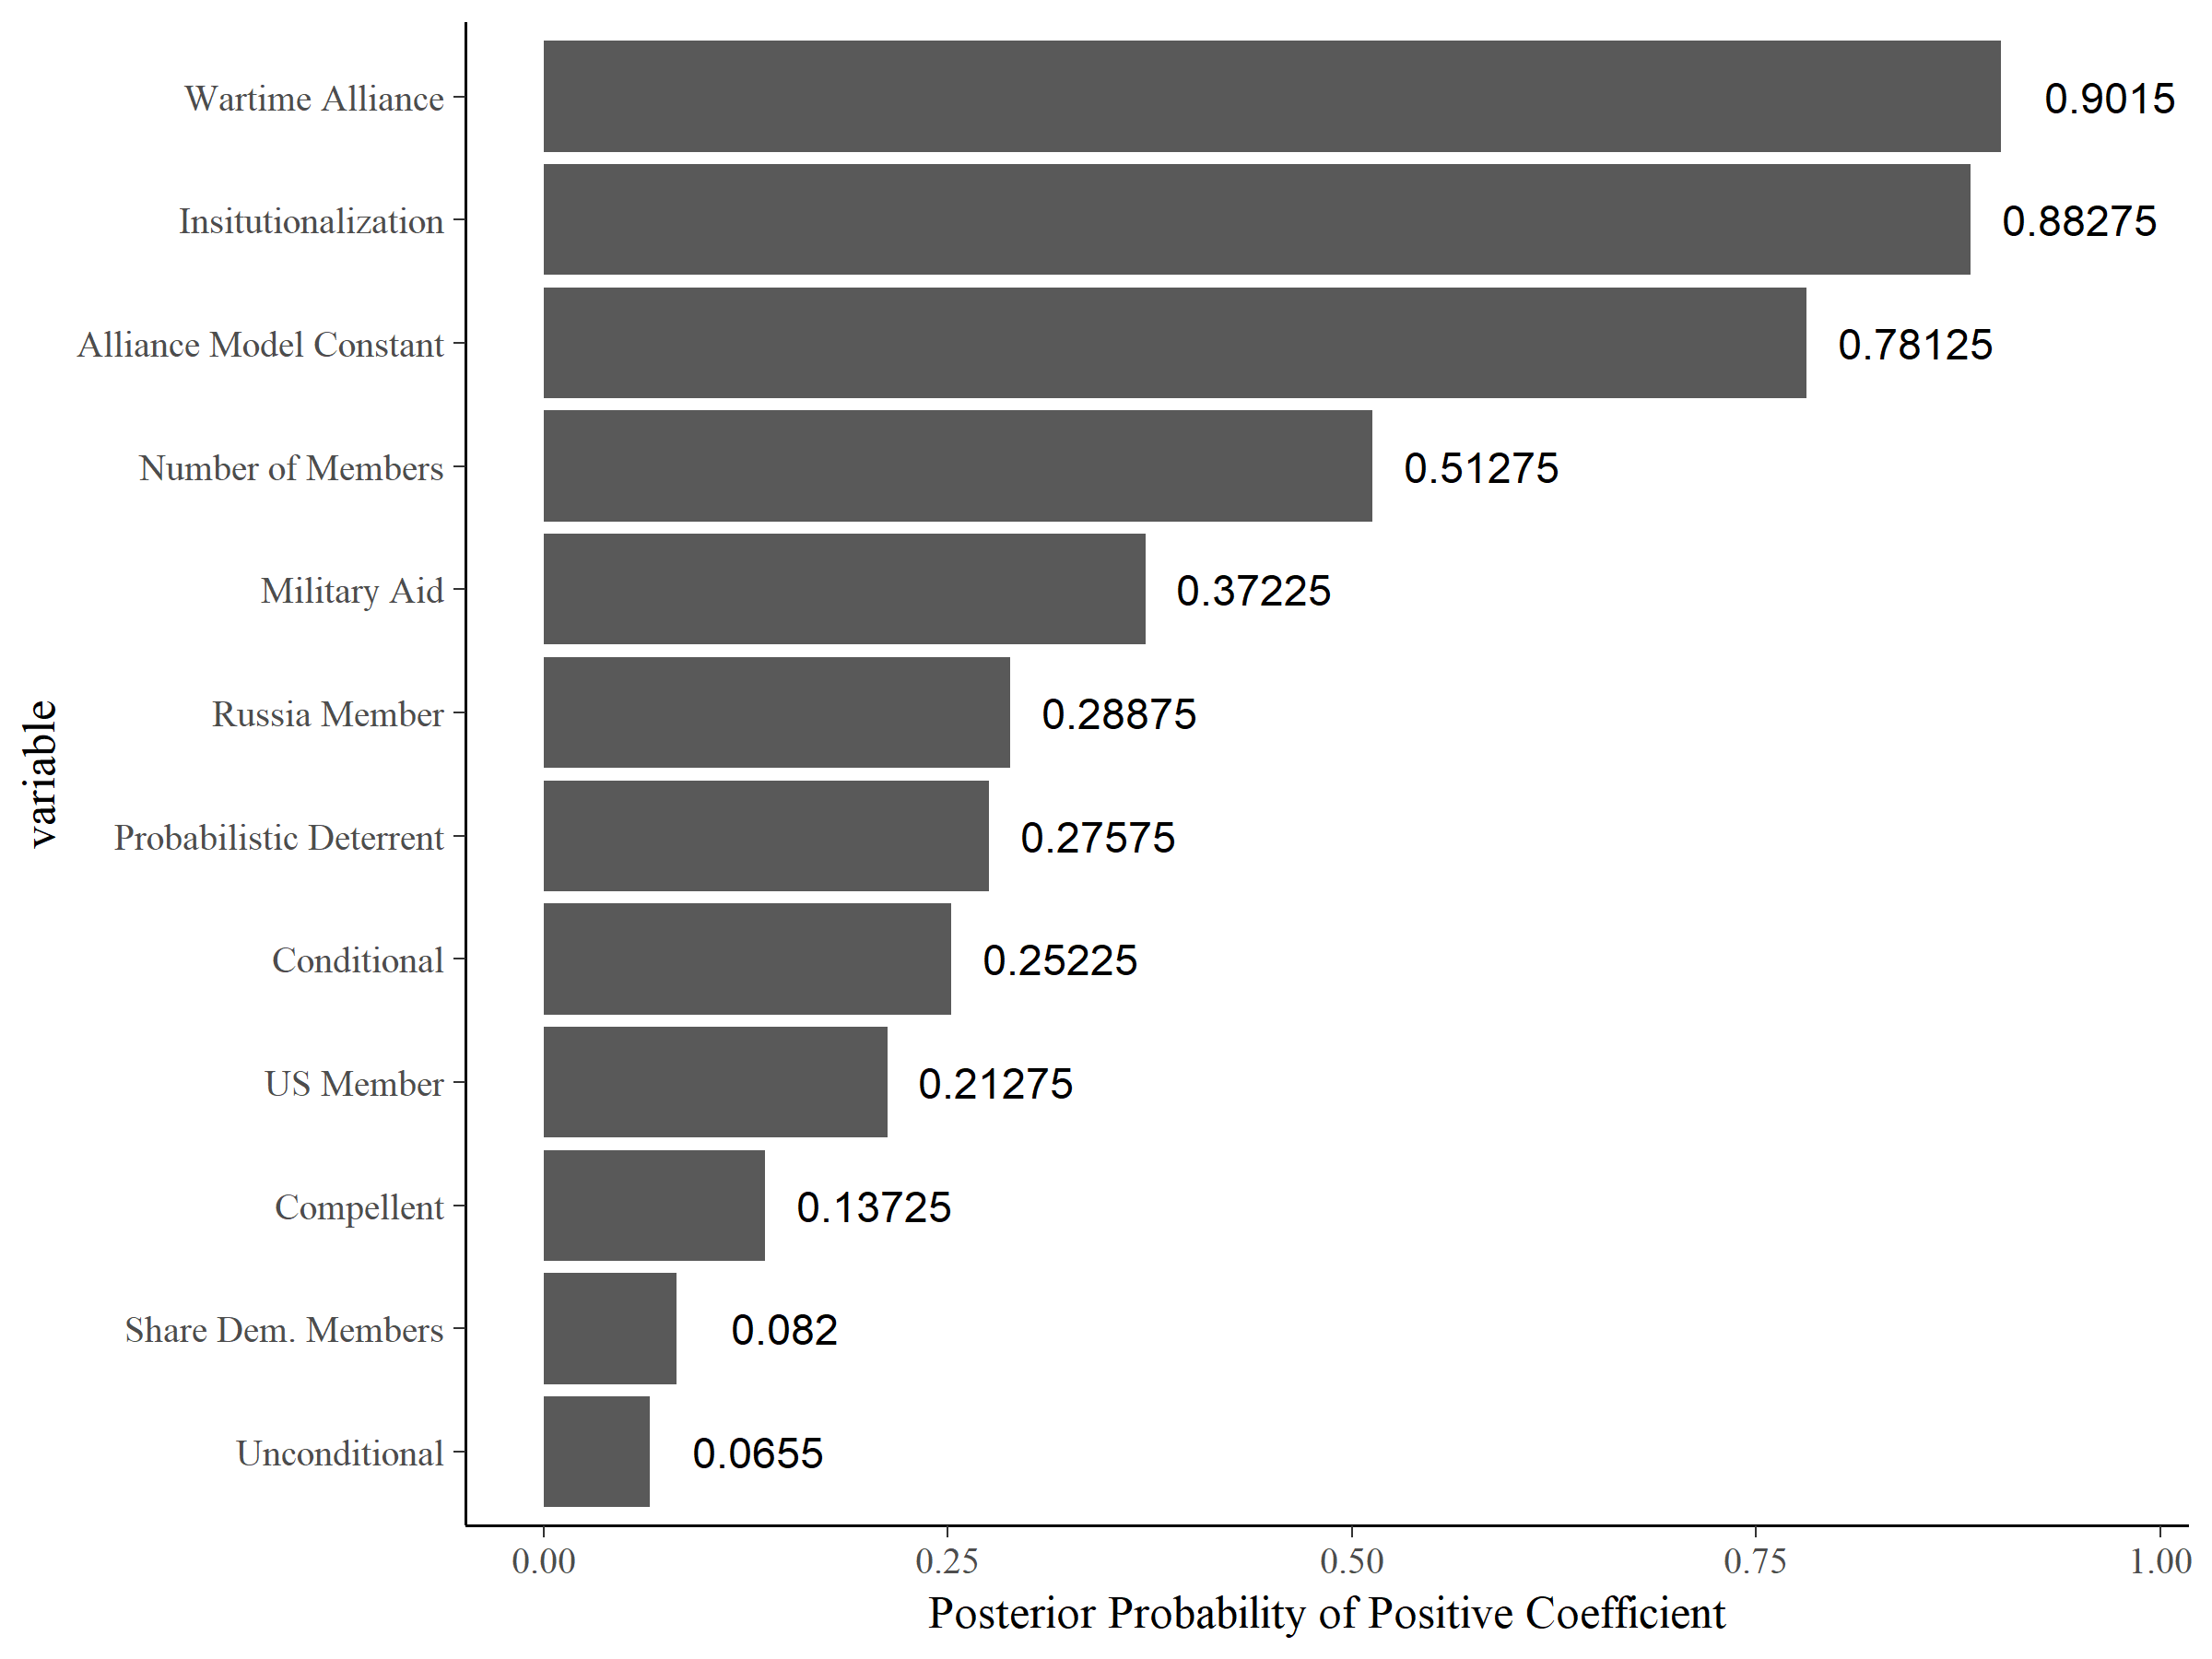 Wartime Alliance 0.9015
Insitutionalization 0.88275
Alliance Model Constant 0.78125
Number of Members 0.51275
Military Aid 0.37225
Russia Member 0.28875
Probabilistic Deterrent 0.27575
Conditional 0.25225
US Member 0.21275
Compellent 0.13725
Share Dem. Members 0.082
Unconditional 0.0655
variable
0.00 0.25 0.50 0.75 1.00
Posterior Probability of Positive Coefficient